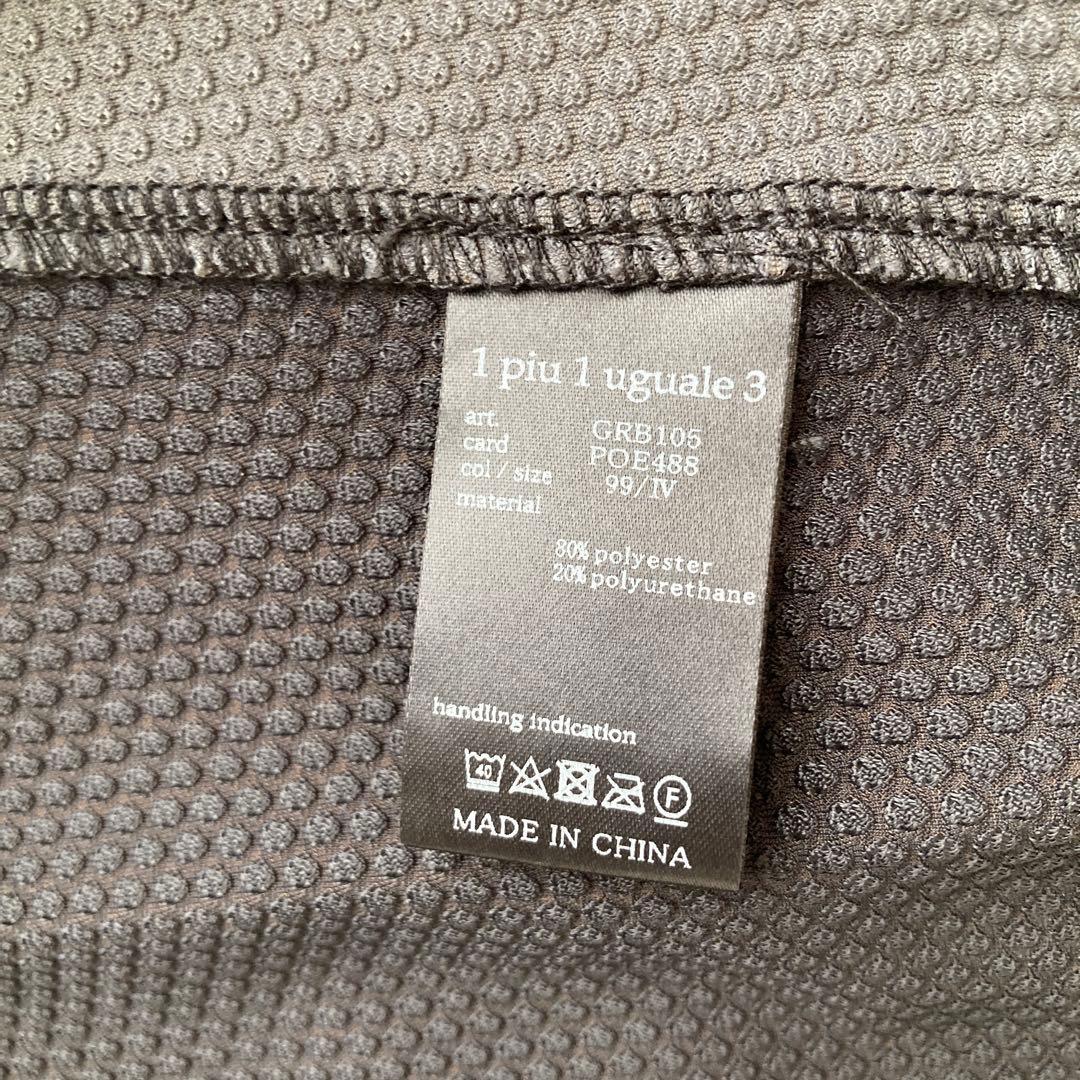 1 piu 1 uguale 3
art. GRB105
card POE488
col / size 99/Ⅳ
material
80% polyester
20% polyurethane
handling indication
40 F
MADE IN CHINA